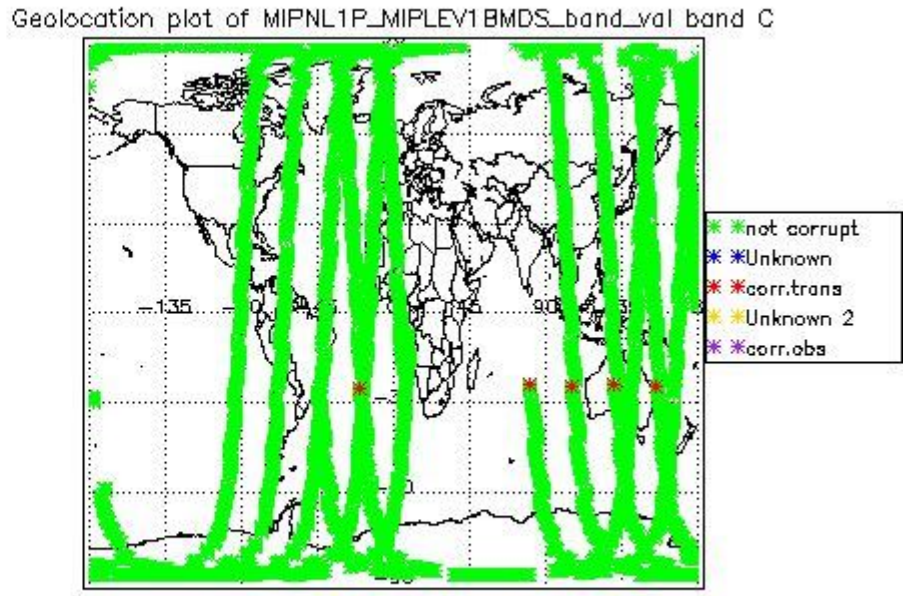 Geolocation plot of MIPNL1P_MIPLEV1BMDS_band_val band C
-135
90
not corrupt
Unknown
corr.trans
Unknown 2
corr.obs